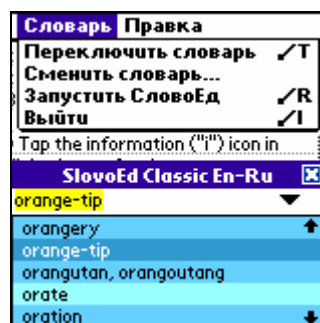 Словарь Правка
Переключить словарь /T
Сменить словарь...
Запустить СловоЕд /R
Выйти /I
Tap the information ("i") icon in
SlovoEd Classic En-Ru
orange-tip
orangery
orange-tip
orangutan, orangoutang
orate
oration